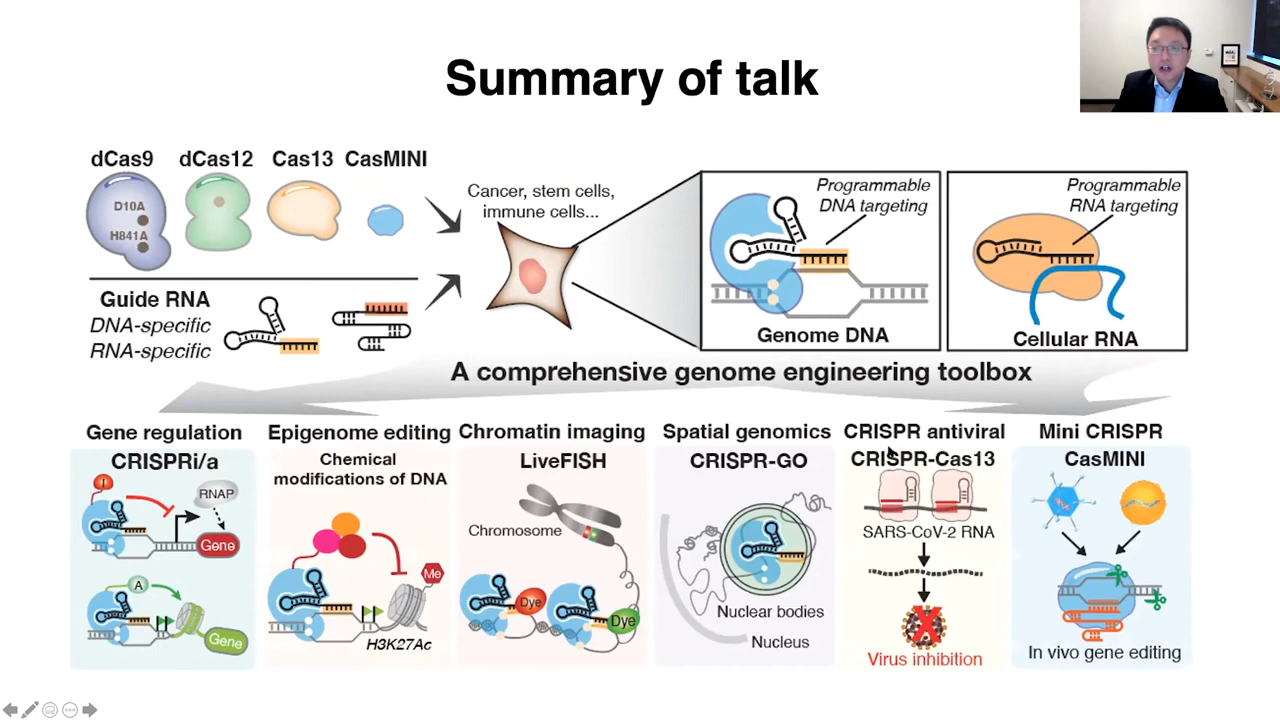 Summary of talk
dCas9 dCas12 Cas13 CasMINI
D10A
H841A
Guide RNA
DNA-specific
RNA-specific
Cancer, stem cells,
immune cells...
Programmable
DNA targeting
Genome DNA
Programmable
RNA targeting
Cellular RNA
A comprehensive genome engineering toolbox
Gene regulation
CRISPRi/a
I
RNAP
Gene
A
Gene
Epigenome editing
Chemical
modifications of DNA
Me
H3K27Ac
Chromatin imaging
LiveFISH
Chromosome
Dye
Dye
Spatial genomics
CRISPR-GO
Nuclear bodies
Nucleus
CRISPR antiviral
CRISPR-Cas13
SARS-CoV-2 RNA
Virus inhibition
Mini CRISPR
CasMINI
In vivo gene editing